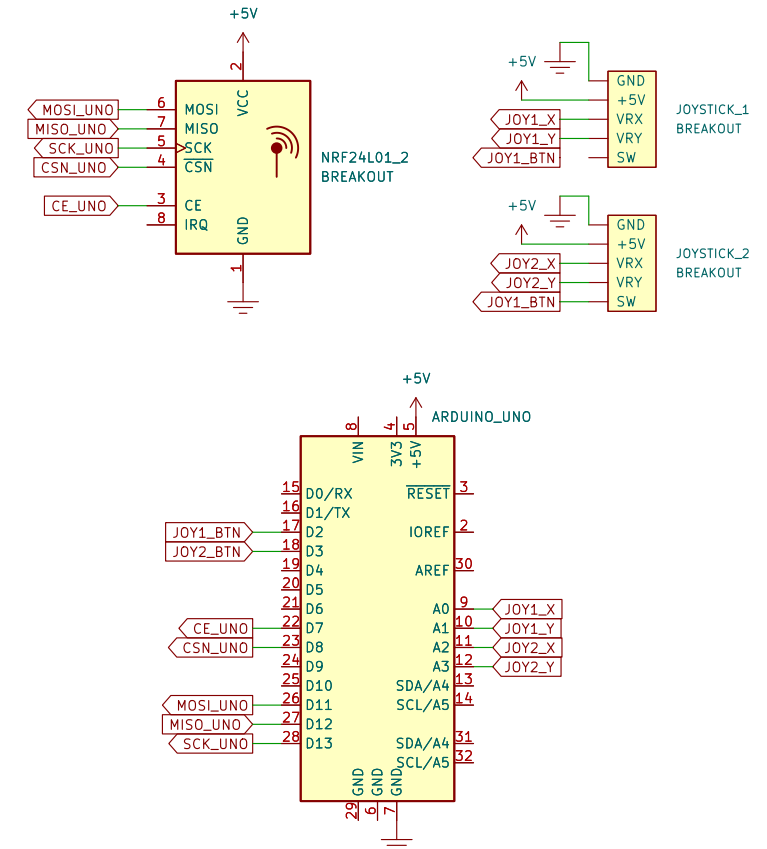 +5V
2
VCC
MOSI_UNO 6 MOSI
MISO_UNO 7 MISO
SCK_UNO 5 SCK
CSN_UNO 4 CSN
CE_UNO 3 CE
8 IRQ
GND
1
NRF24L01_2
BREAKOUT
+5V
GND
+5V
JOY1_X VRX
JOY1_Y VRY
JOY1_BTN SW
JOYSTICK_1
BREAKOUT
+5V
GND
+5V
JOY2_X VRX
JOY2_Y VRY
JOY1_BTN SW
JOYSTICK_2
BREAKOUT
+5V
ARDUINO_UNO
8 4 5
VIN 3V3 +5V
15 D0/RX RESET 3
16 D1/TX
JOY1_BTN 17 D2 IOREF 2
JOY2_BTN 18 D3
19 D4 AREF 30
20 D5
21 D6 A0 9 JOY1_X
CE_UNO 22 D7 A1 10 JOY1_Y
CSN_UNO 23 D8 A2 11 JOY2_X
24 D9 A3 12 JOY2_Y
25 D10 SDA/A4 13
MOSI_UNO 26 D11 SCL/A5 14
MISO_UNO 27 D12
SCK_UNO 28 D13 SDA/A4 31
SCL/A5 32
GND GND GND
29 6 7